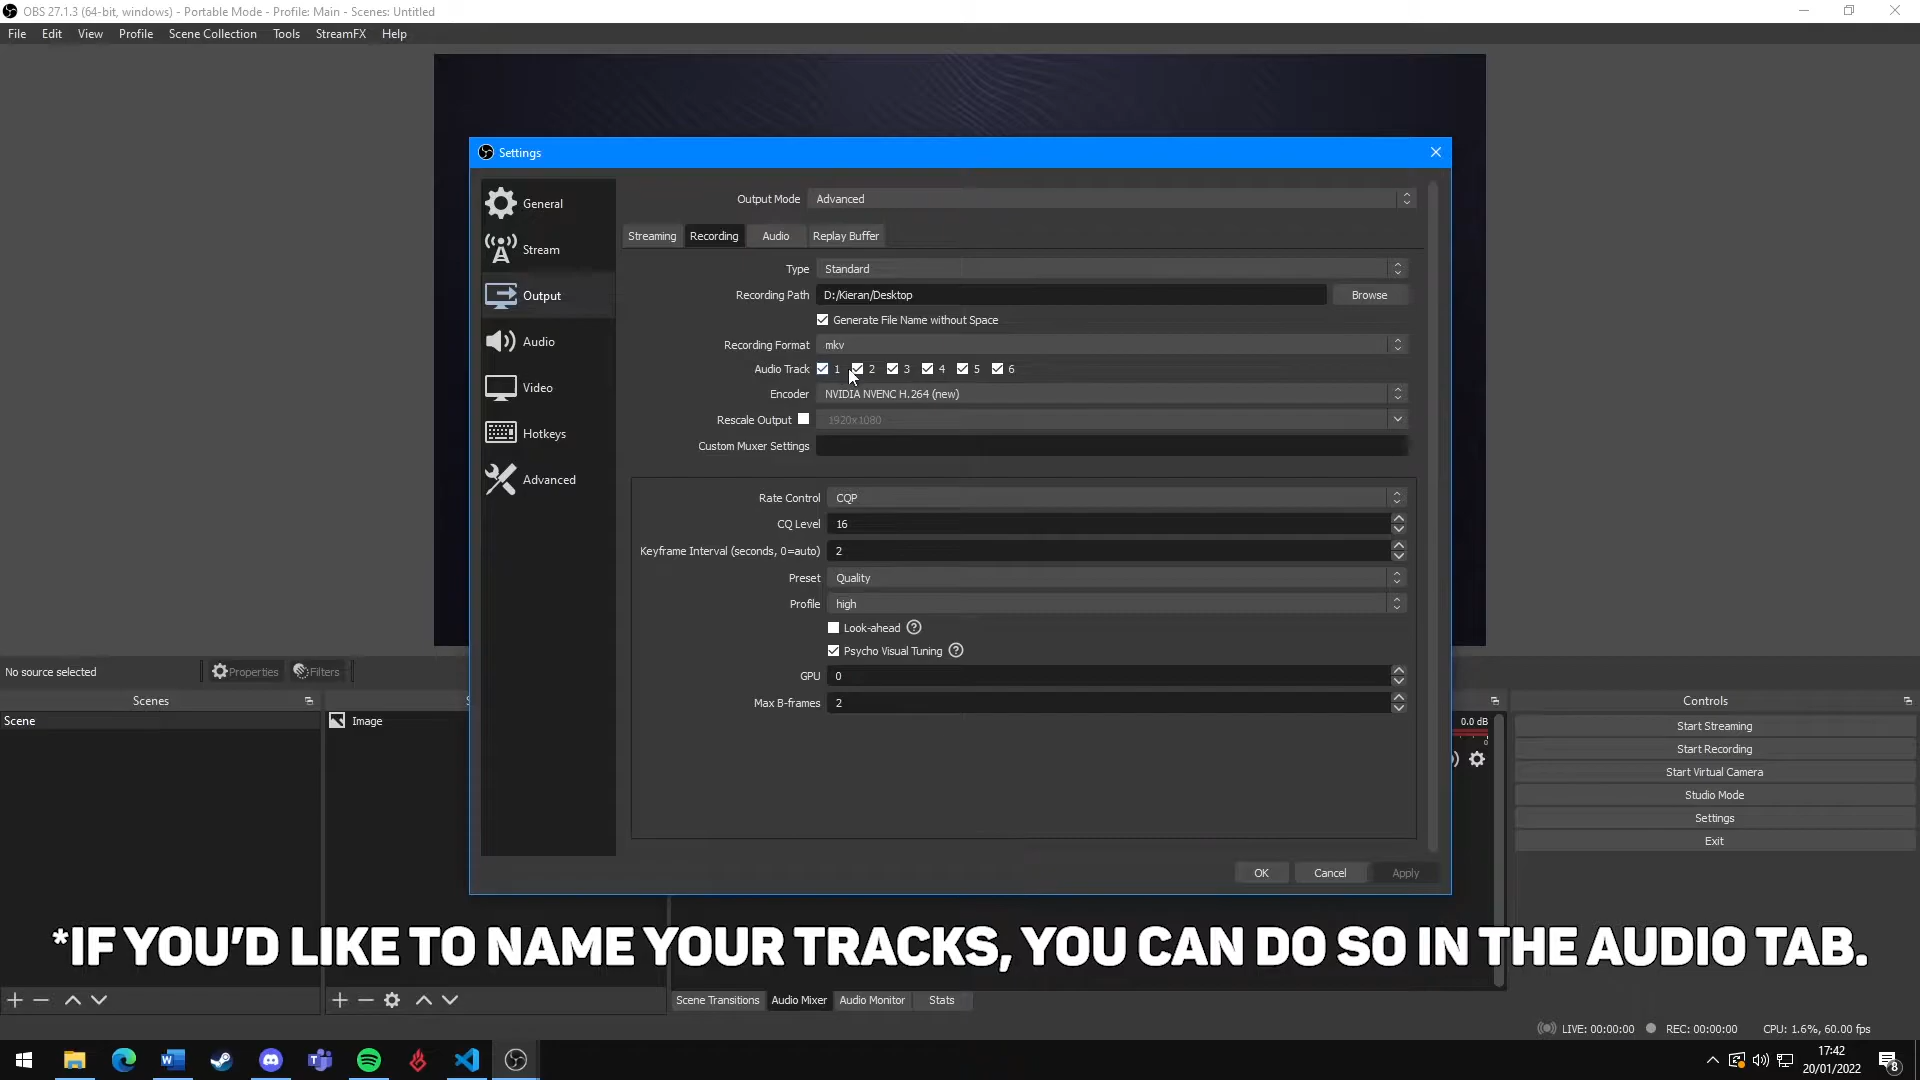 OBS 27.1.3 (64-bit, windows) - Portable Mode - Profile: Main - Scenes: Untitled
File Edit View Profile Scene Collection Tools StreamFX Help
Settings
General
Stream
Output
Audio
Video
Hotkeys
Advanced
Output Mode Advanced
Streaming Recording Audio Replay Buffer
Type Standard
Recording Path D:/Kieran/Desktop Browse
Generate File Name without Space
Recording Format mkv
Audio Track 1 2 3 4 5 6
Encoder NVIDIA NVENC H.264 (new)
Rescale Output 1920x1080
Custom Muxer Settings
Rate Control CQP
CQ Level 16
Keyframe Interval (seconds, 0=auto) 2
Preset Quality
Profile high
Look-ahead
Psycho Visual Tuning
GPU 0
Max B-frames 2
OK Cancel Apply
No source selected Properties Filters
Scenes
Scene
Image
0.0 dB
0
Controls
Start Streaming
Start Recording
Start Virtual Camera
Studio Mode
Settings
Exit
*IF YOU'D LIKE TO NAME YOUR TRACKS, YOU CAN DO SO IN THE AUDIO TAB.
Scene Transitions Audio Mixer Audio Monitor Stats
LIVE: 00:00:00 REC: 00:00:00 CPU: 1.6%, 60.00 fps
17:42
20/01/2022
8